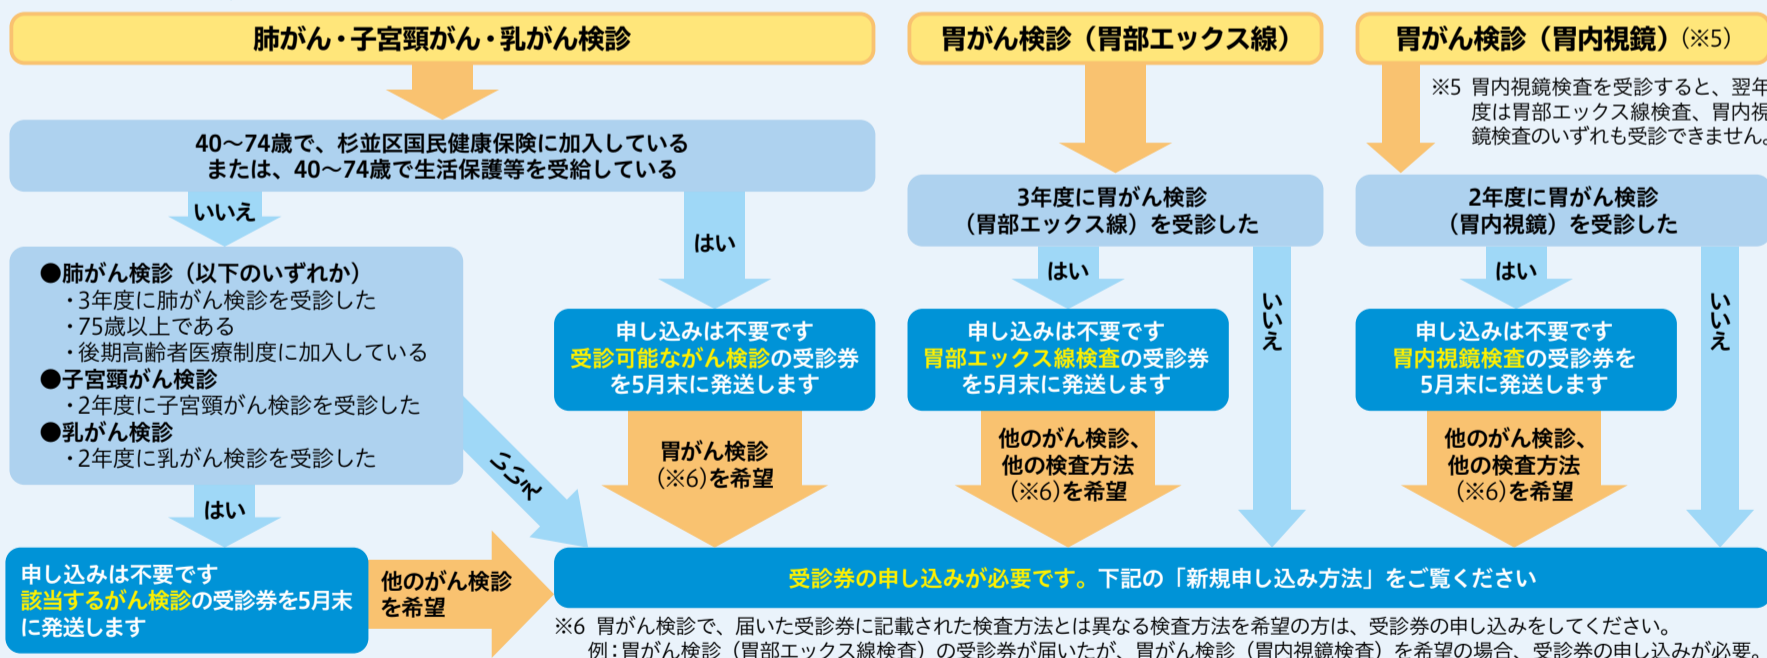 肺がん・子宮頸がん・乳がん検診
40～74歳で、杉並区国民健康保険に加入している
または、40～74歳で生活保護等を受給している
いいえ
はい
●肺がん検診（以下のいずれか）
・3年度に肺がん検診を受診した
・75歳以上である
・後期高齢者医療制度に加入している
●子宮頸がん検診
・2年度に子宮頸がん検診を受診した
●乳がん検診
・2年度に乳がん検診を受診した
はい
いいえ
申し込みは不要です
該当するがん検診の受診券を5月末
に発送します
他のがん検診
を希望
申し込みは不要です
受診可能ながん検診の受診券
を5月末に発送します
胃がん検診
(※6)を希望
胃がん検診（胃部エックス線）
3年度に胃がん検診
（胃部エックス線）を受診した
はい
いいえ
申し込みは不要です
胃部エックス線検査の受診券
を5月末に発送します
他のがん検診、
他の検査方法
(※6)を希望
胃がん検診（胃内視鏡）(※5)
※5 胃内視鏡検査を受診すると、翌年
度は胃部エックス線検査、胃内視
鏡検査のいずれも受診できません。
2年度に胃がん検診
（胃内視鏡）を受診した
はい
いいえ
申し込みは不要です
胃内視鏡検査の受診券を
5月末に発送します
他のがん検診、
他の検査方法
(※6)を希望
受診券の申し込みが必要です。下記の「新規申し込み方法」をご覧ください
※6 胃がん検診で、届いた受診券に記載された検査方法とは異なる検査方法を希望の方は、受診券の申し込みをしてください。
例：胃がん検診（胃部エックス線検査）の受診券が届いたが、胃がん検診（胃内視鏡検査）を希望の場合、受診券の申し込みが必要。